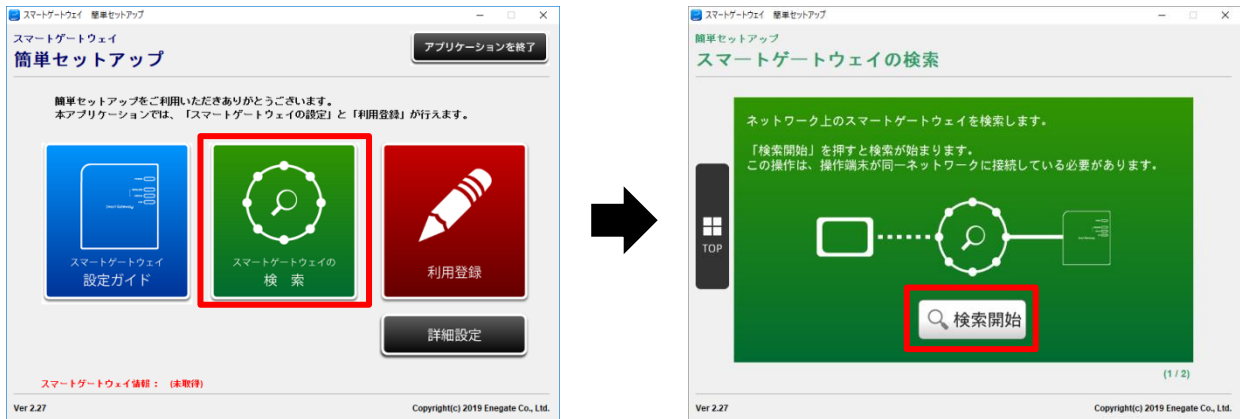 スマートゲートウェイ 簡単セットアップ
スマートゲートウェイ
簡単セットアップ
アプリケーションを終了
簡単セットアップをご利用いただきありがとうございます。
本アプリケーションでは、「スマートゲートウェイの設定」と「利用登録」が行えます。
スマートゲートウェイ
設定ガイド
スマートゲートウェイの
検 索
利用登録
詳細設定
スマートゲートウェイ情報： (未取得)
Ver 2.27
Copyright(c) 2019 Enegate Co., Ltd.
スマートゲートウェイ 簡単セットアップ
簡単セットアップ
スマートゲートウェイの検索
ネットワーク上のスマートゲートウェイを検索します。
「検索開始」を押すと検索が始まります。
この操作は、操作端末が同一ネットワークに接続している必要があります。
TOP
検索開始
(1 / 2)
Ver 2.27
Copyright(c) 2019 Enegate Co., Ltd.